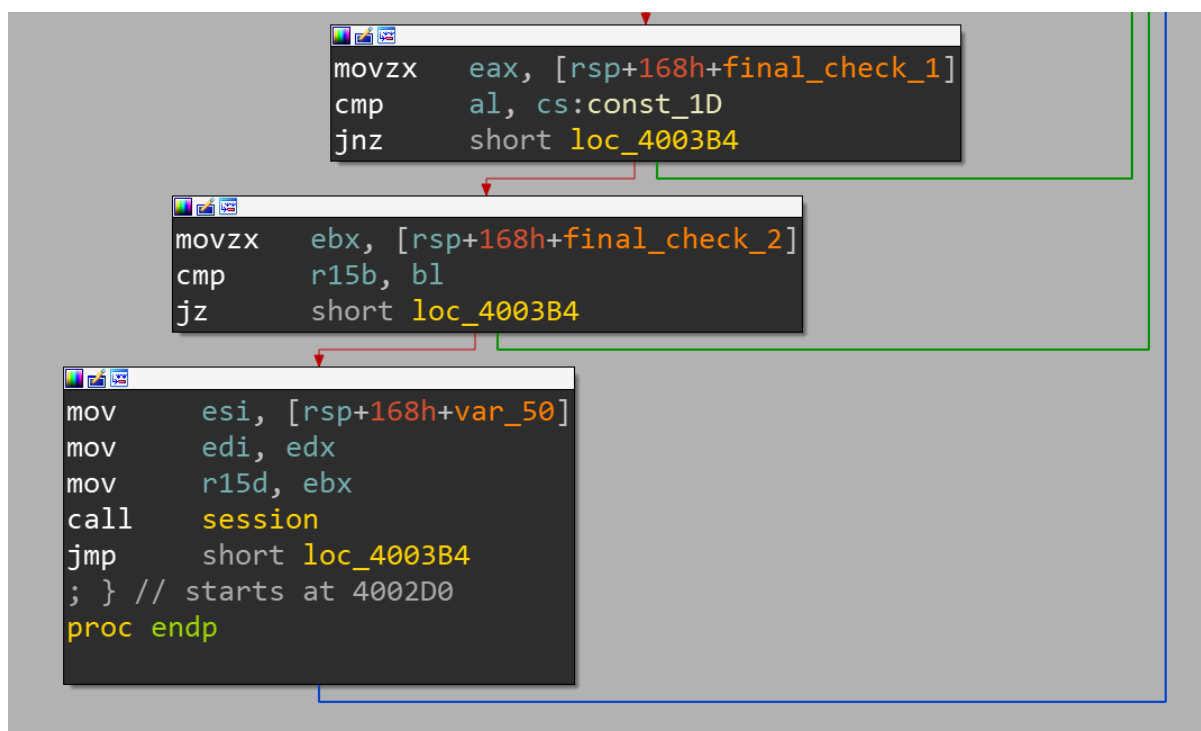 movzx eax, [rsp+168h+final_check_1]
cmp al, cs:const_1D
jnz short loc_4003B4
movzx ebx, [rsp+168h+final_check_2]
cmp r15b, bl
jz short loc_4003B4
mov esi, [rsp+168h+var_50]
mov edi, edx
mov r15d, ebx
call session
jmp short loc_4003B4
; } // starts at 4002D0
proc endp